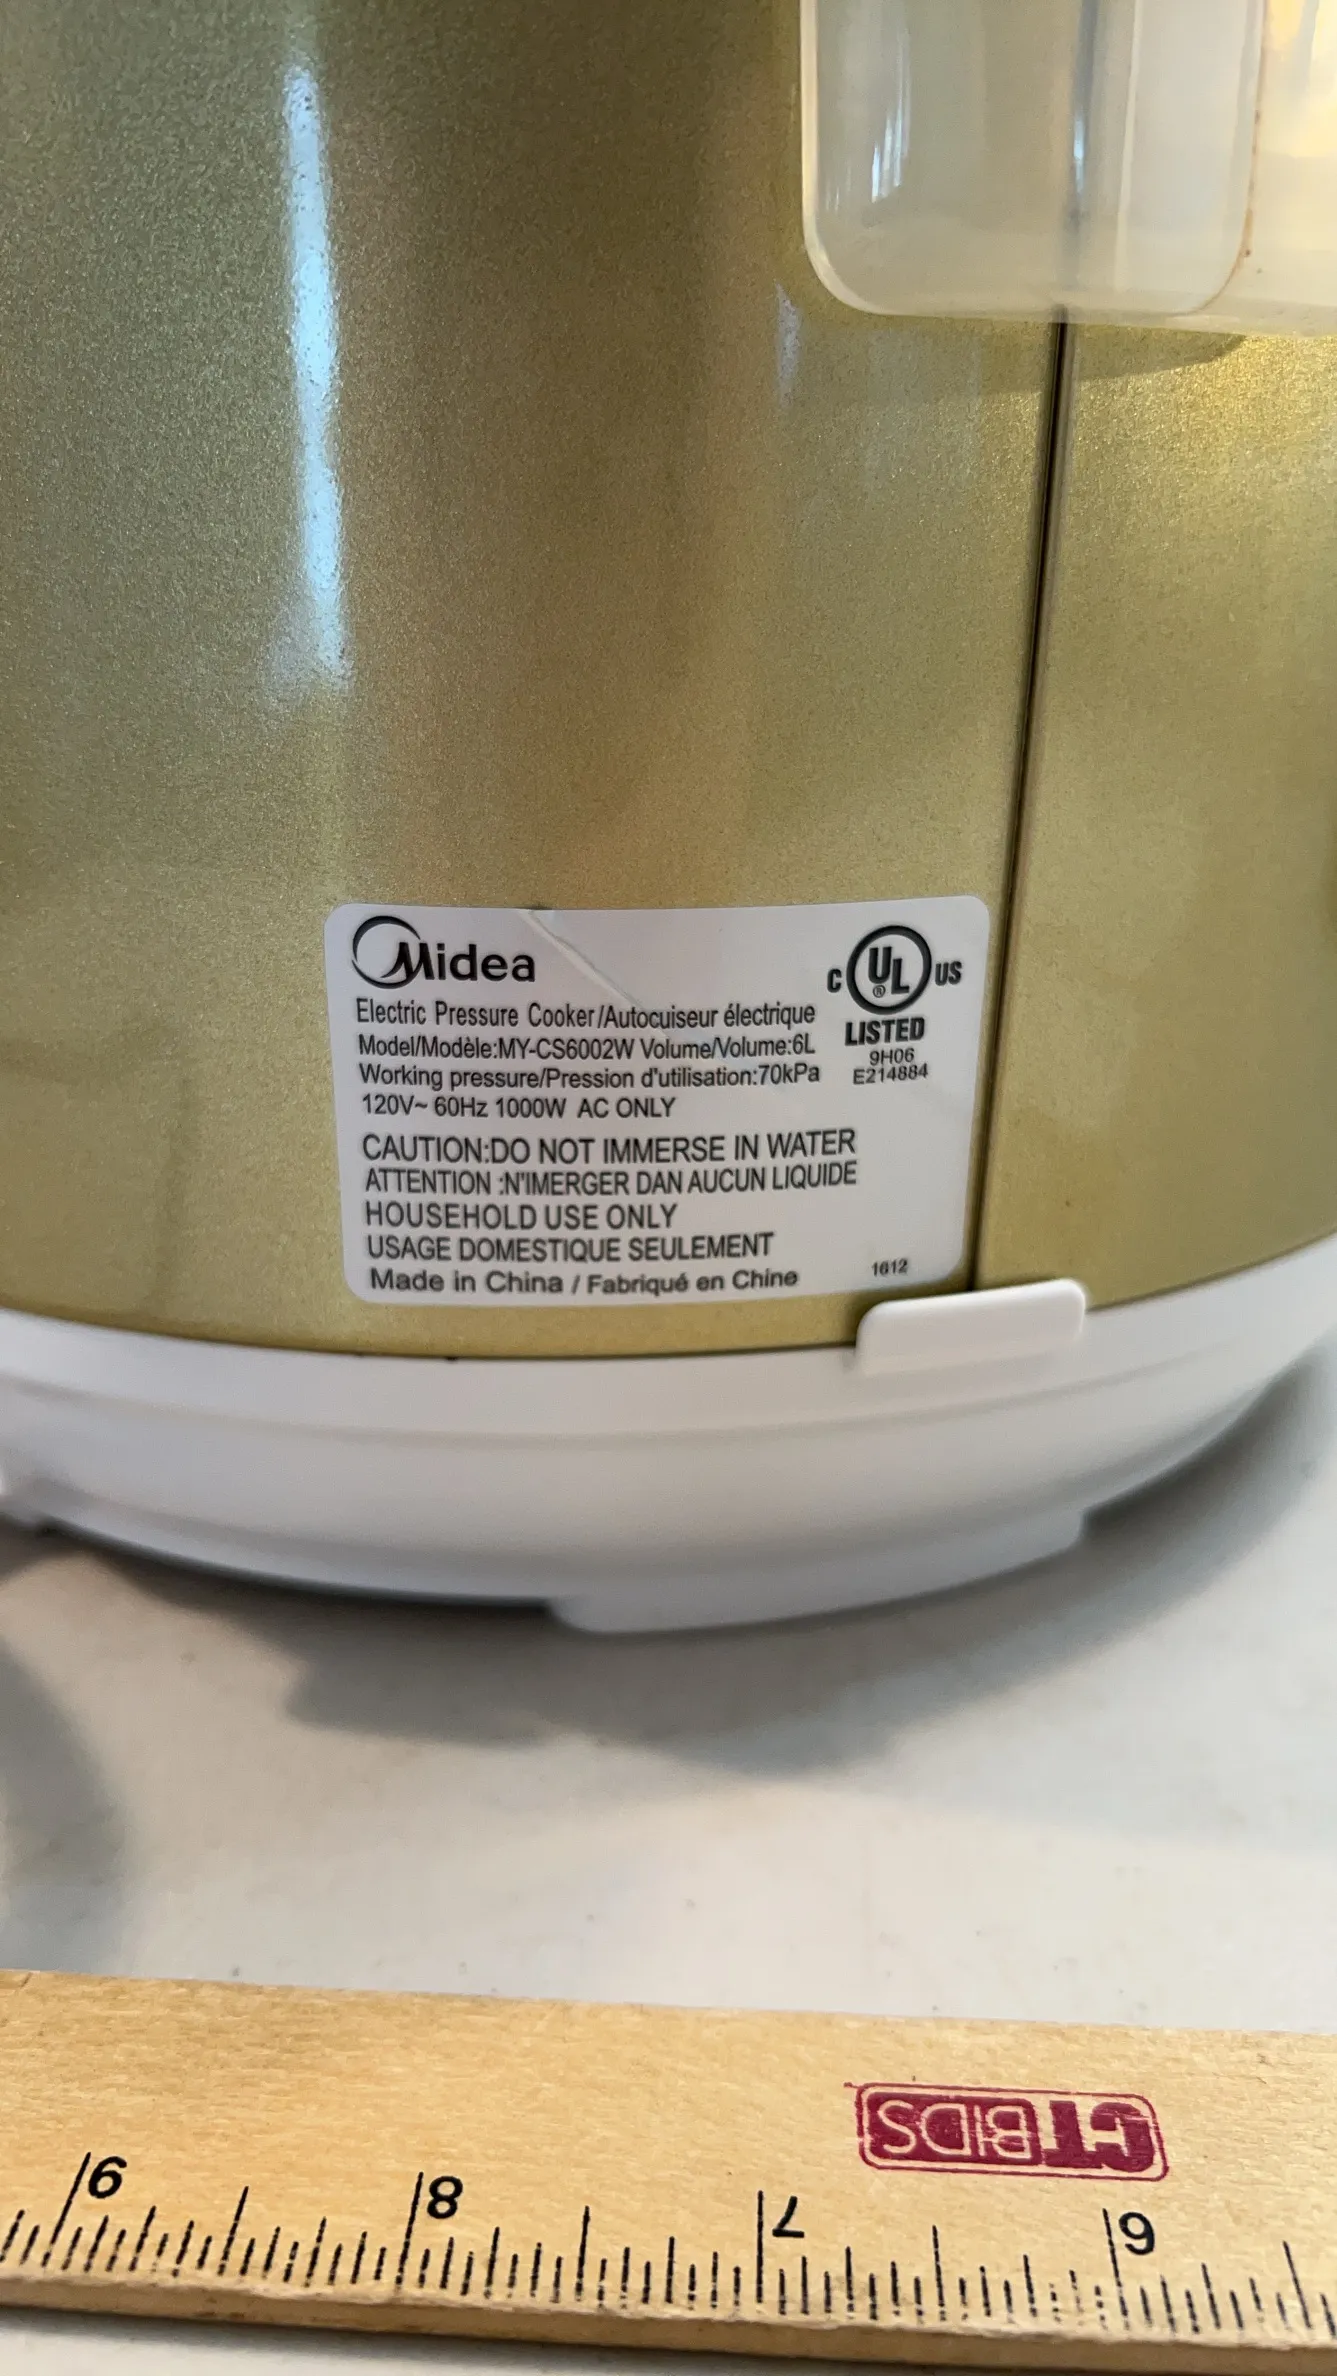 Midea
Electric Pressure Cooker/Autocuiseur électrique
Model/Modèle:MY-CS6002W Volume/Volume:6L
Working pressure/Pression d'utilisation:70kPa
120V~ 60Hz 1000W AC ONLY
CAUTION:DO NOT IMMERSE IN WATER
ATTENTION :N'IMERGER DAN AUCUN LIQUIDE
HOUSEHOLD USE ONLY
USAGE DOMESTIQUE SEULEMENT
Made in China / Fabriqué en Chine
1612
C UL ® US
LISTED
9H06
E214884
CTBIDS
9 8 7 6